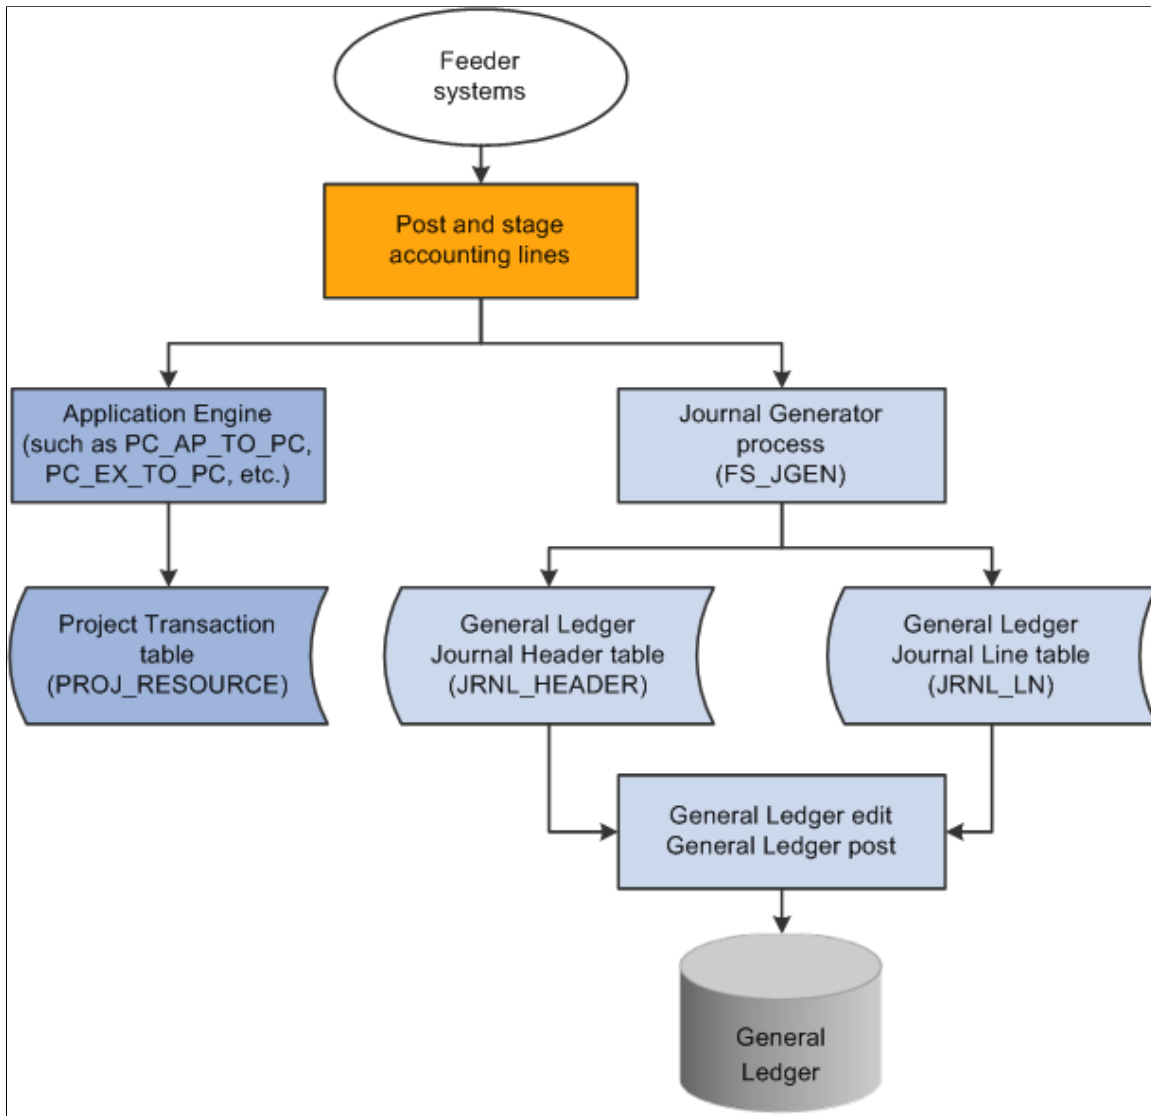 Feeder
systems
Post and stage
accounting lines
Application Engine
(such as PC_AP_TO_PC,
PC_EX_TO_PC, etc.)
Journal Generator
process
(FS_JGEN)
Project Transaction
table
(PROJ_RESOURCE)
General Ledger
Journal Header table
(JRNL_HEADER)
General Ledger
Journal Line table
(JRNL_LN)
General Ledger edit
General Ledger post
General
Ledger